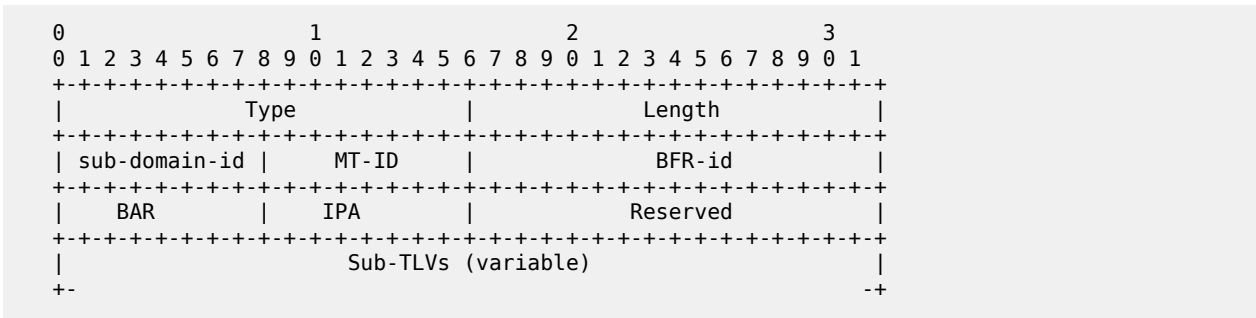 0                   1                   2                   3
0 1 2 3 4 5 6 7 8 9 0 1 2 3 4 5 6 7 8 9 0 1 2 3 4 5 6 7 8 9 0 1
+-+-+-+-+-+-+-+-+-+-+-+-+-+-+-+-+-+-+-+-+-+-+-+-+-+-+-+-+-+-+-+-+
|              Type             |             Length            |
+-+-+-+-+-+-+-+-+-+-+-+-+-+-+-+-+-+-+-+-+-+-+-+-+-+-+-+-+-+-+-+-+
| sub-domain-id |     MT-ID     |              BFR-id           |
+-+-+-+-+-+-+-+-+-+-+-+-+-+-+-+-+-+-+-+-+-+-+-+-+-+-+-+-+-+-+-+-+
|    BAR        |    IPA        |            Reserved           |
+-+-+-+-+-+-+-+-+-+-+-+-+-+-+-+-+-+-+-+-+-+-+-+-+-+-+-+-+-+-+-+-+
|                      Sub-TLVs (variable)                      |
+-                                                             -+